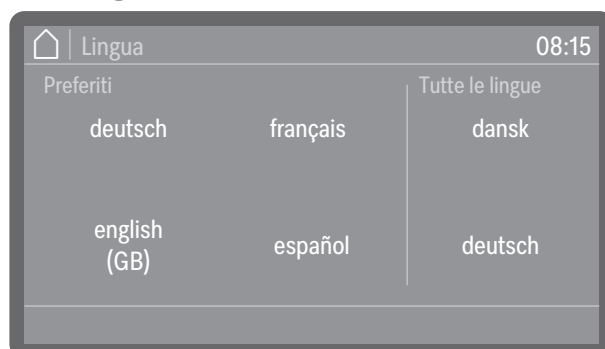 Lingua 08:15
Preferiti Tutte le lingue
deutsch français dansk
english
(GB) español deutsch